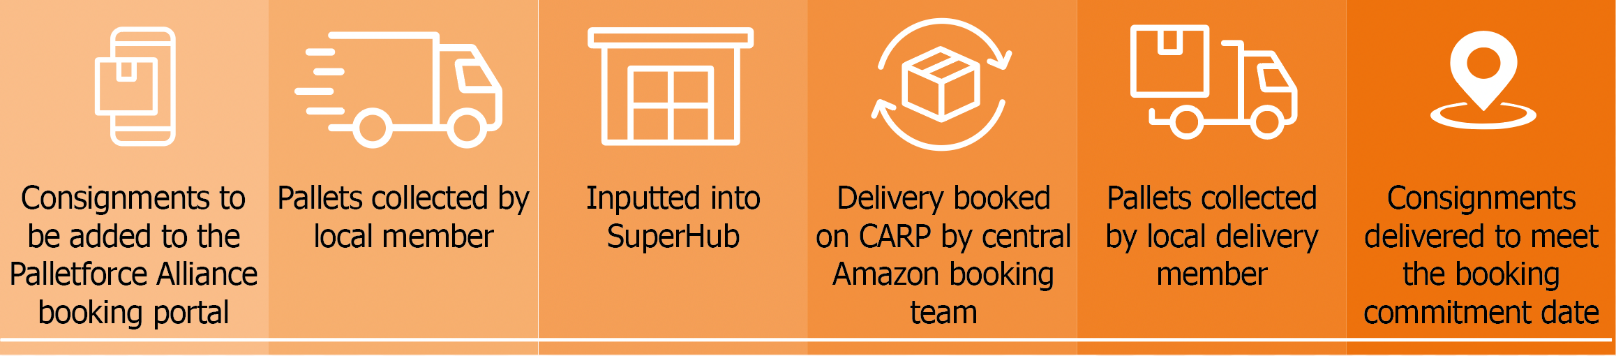 Consignments to
be added to the
Palletforce Alliance
booking portal
Pallets collected by
local member
Inputted into
SuperHub
Delivery booked
on CARP by central
Amazon booking
team
Pallets collected
by local delivery
member
Consignments
delivered to meet
the booking
commitment date